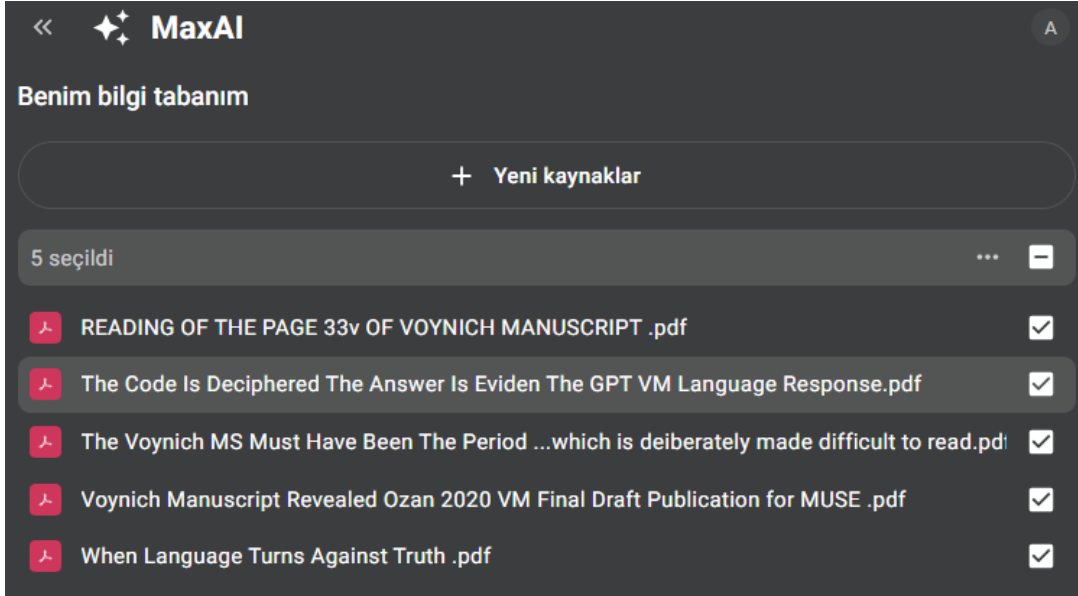 MaxAI
A
Benim bilgi tabanım
+ Yeni kaynaklar
5 seçildi
READING OF THE PAGE 33v OF VOYNICH MANUSCRIPT .pdf
The Code Is Deciphered The Answer Is Eviden The GPT VM Language Response.pdf
The Voynich MS Must Have Been The Period ...which is deiberately made difficult to read.pdf
Voynich Manuscript Revealed Ozan 2020 VM Final Draft Publication for MUSE .pdf
When Language Turns Against Truth .pdf